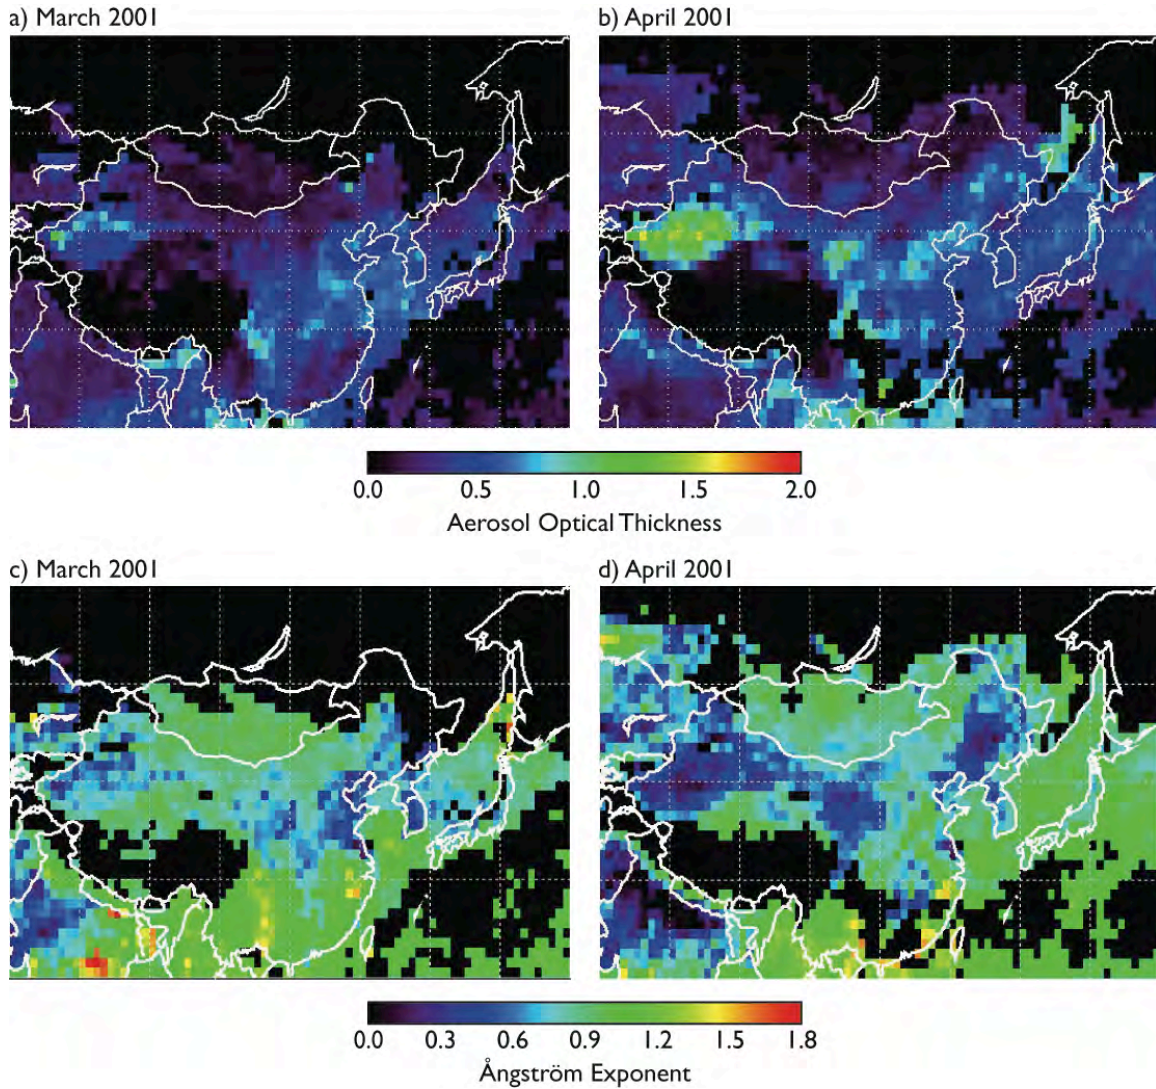 a) March 2001
b) April 2001
0.0 0.5 1.0 1.5 2.0
Aerosol Optical Thickness
c) March 2001
d) April 2001
0.0 0.3 0.6 0.9 1.2 1.5 1.8
Ångström Exponent